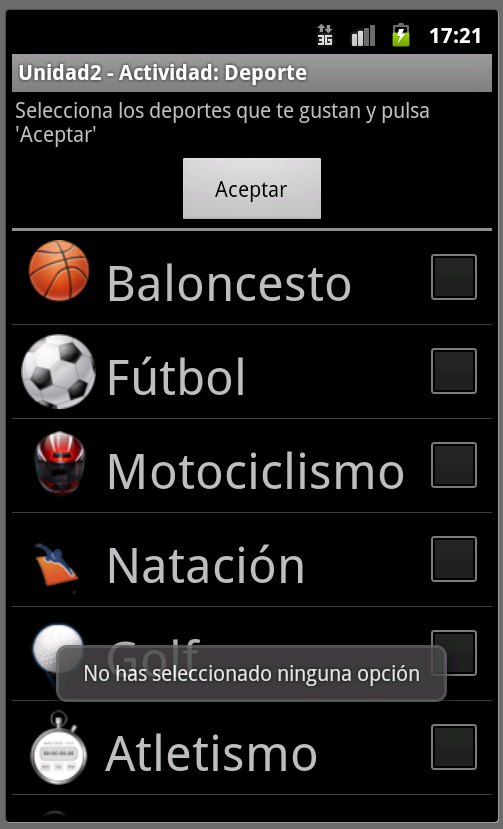 3G
17:21
Unidad2 - Actividad: Deporte
Selecciona los deportes que te gustan y pulsa
'Aceptar'
Aceptar
Baloncesto
Fútbol
Motociclismo
Natación
Golf
No has seleccionado ninguna opción
Atletismo